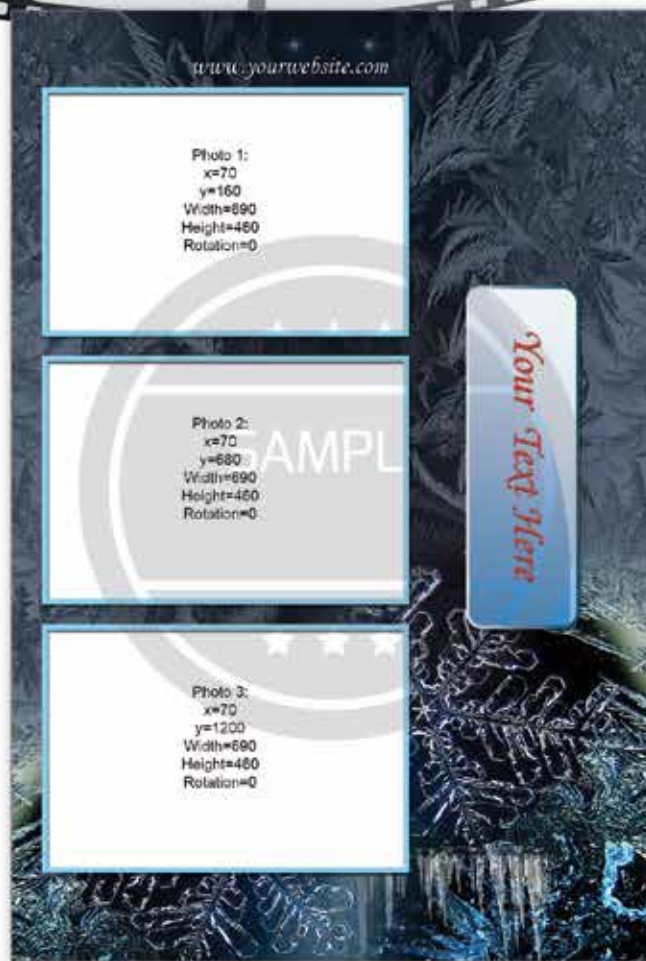 www.yourwebsite.com
Photo 1:
x=70
y=160
Width=690
Height=460
Rotation=0
Photo 2:
x=70
y=680
Width=690
Height=460
Rotation=0
SAMPL
Your Text Here
Photo 3:
x=70
y=1200
Width=690
Height=460
Rotation=0